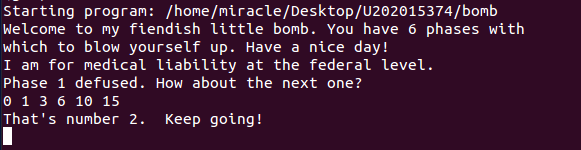 Starting program: /home/miracle/Desktop/U202015374/bomb
Welcome to my fiendish little bomb. You have 6 phases with
which to blow yourself up. Have a nice day!
I am for medical liability at the federal level.
Phase 1 defused. How about the next one?
0 1 3 6 10 15
That's number 2.  Keep going!